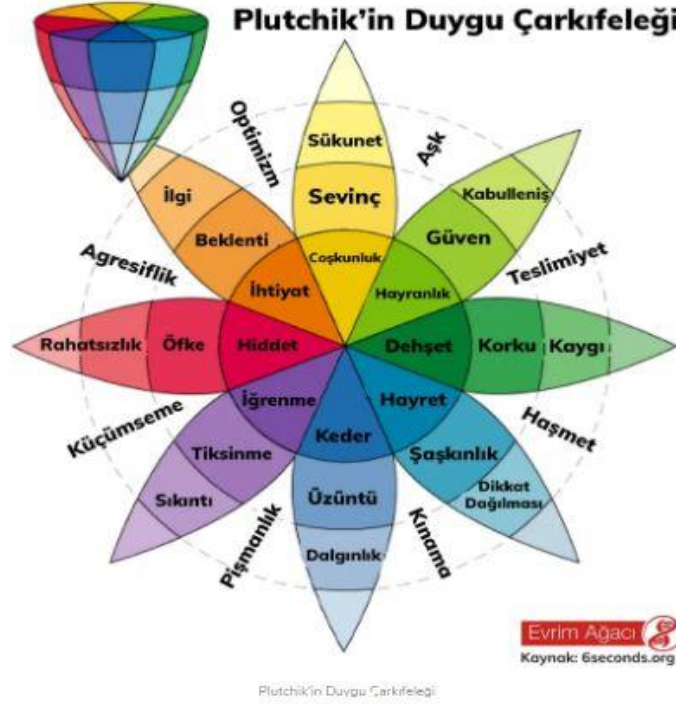 Plutchik’in Duygu Çarkıfeleği
Optimizm
Sükunet
Aşk
İlgi
Sevinç
Kabulleniş
Beklenti
Güven
Agresiflik
Coşkunluk
Teslimiyet
İhtiyat
Hayranlık
Rahatsızlık
Öfke
Hiddet
Dehşet
Korku
Kaygı
İğrenme
Hayret
Küçümseme
Keder
Haşmet
Tiksinme
Şaşkınlık
Sıkıntı
Üzüntü
Dikkat
Dağılması
Pişmanlık
Dalgınlık
Kınama
Evrim Ağacı
Kaynak: 6seconds.org
Plutchik'in Duygu Çarkıfeleği